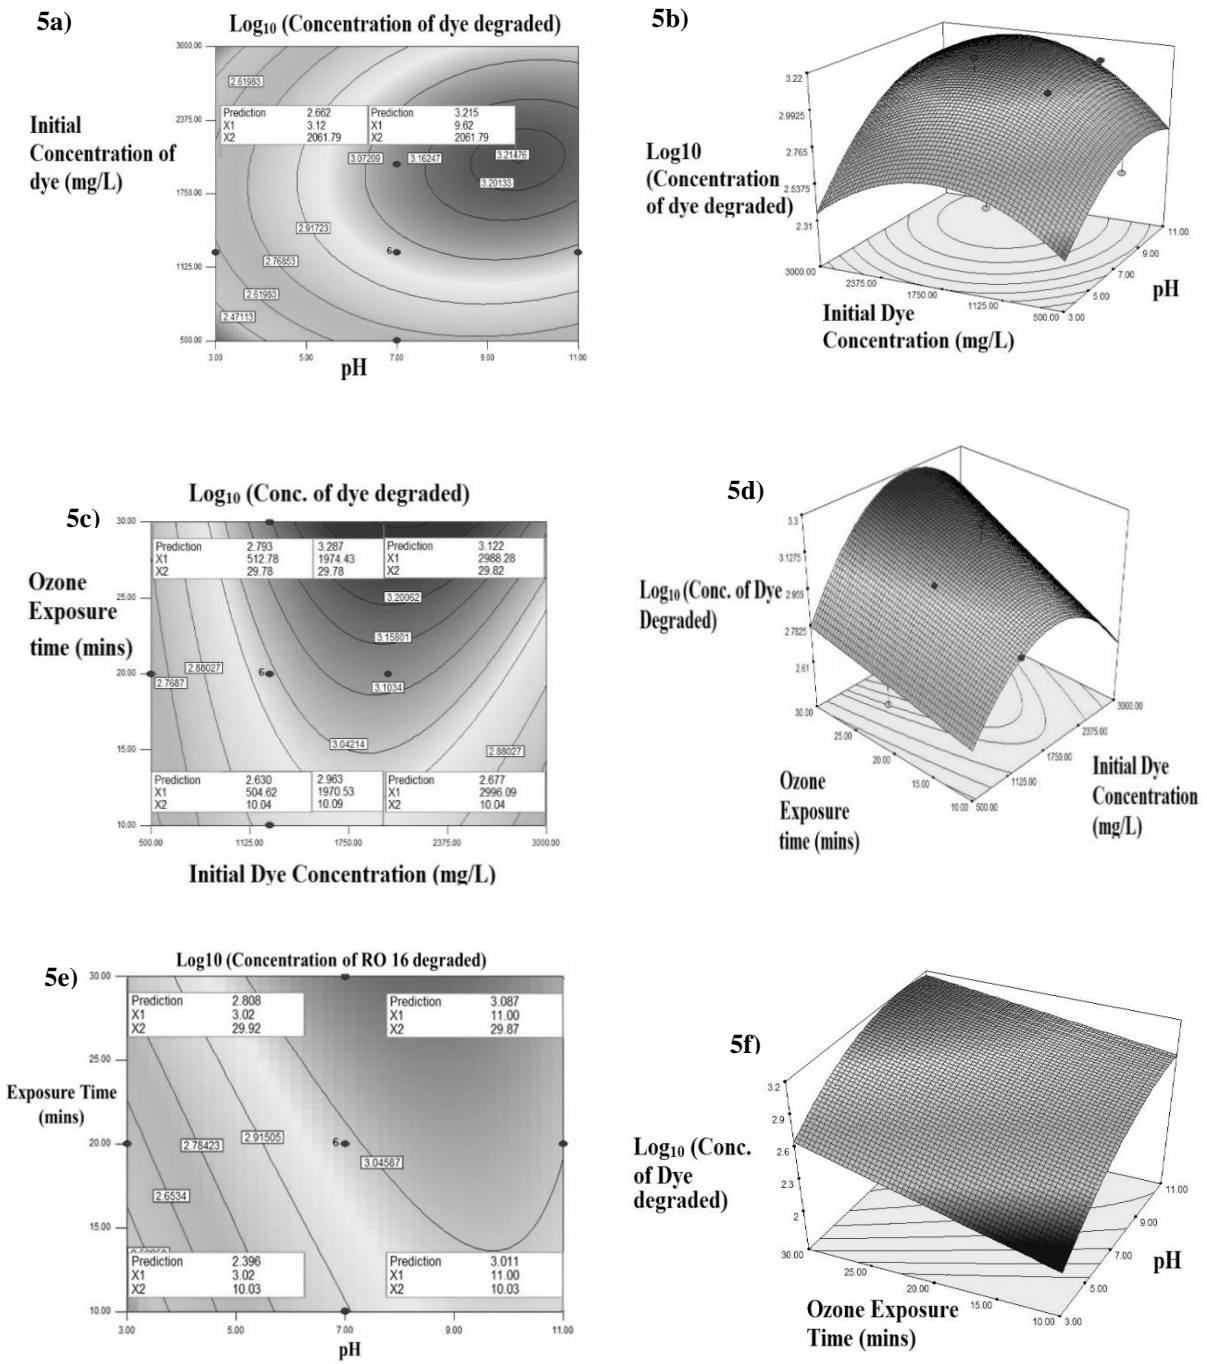 5a)
Log10 (Concentration of dye degraded)
3000.00
2375.00
1750.00
1125.00
500.00
Initial
Concentration of
dye (mg/L)
2.61983
Prediction 2.662
X1 3.12
X2 2061.79
Prediction 3.215
X1 9.62
X2 2061.79
3.07209
3.16247
3.21476
3.20133
2.91723
6
2.76853
2.61983
2.47113
3.00
5.00
7.00
9.00
11.00
pH
5b)
3.22
2.9925
2.765
2.5375
2.31
Log10
(Concentration
of dye degraded)
3000.00
2375.00
1750.00
1125.00
500.00
3.00
5.00
7.00
9.00
11.00
pH
Initial Dye
Concentration (mg/L)
5c)
Log10 (Conc. of dye degraded)
30.00
25.00
20.00
15.00
10.00
Ozone
Exposure
time (mins)
Prediction 2.793
X1 512.78
X2 29.78
3.287
1974.43
29.78
Prediction 3.122
X1 2988.28
X2 29.82
3.20062
3.15801
2.88027
6
2.7687
3.1034
3.04214
2.88027
Prediction 2.630
X1 504.62
X2 10.04
2.963
1970.53
10.09
Prediction 2.677
X1 2996.09
X2 10.04
500.00
1125.00
1750.00
2375.00
3000.00
Initial Dye Concentration (mg/L)
5d)
3.3
3.1275
2.955
2.7825
2.61
Log10 (Conc. of Dye
Degraded)
30.00
25.00
20.00
15.00
10.00
500.00
1125.00
1750.00
2375.00
3000.00
Ozone
Exposure
time (mins)
Initial Dye
Concentration
(mg/L)
5e)
Log10 (Concentration of RO 16 degraded)
30.00
25.00
20.00
15.00
10.00
Exposure Time
(mins)
Prediction 2.808
X1 3.02
X2 29.92
Prediction 3.087
X1 11.00
X2 29.87
2.78423
2.91505
6
3.04587
2.6534
Prediction 2.396
X1 3.02
X2 10.03
Prediction 3.011
X1 11.00
X2 10.03
3.00
5.00
7.00
9.00
11.00
pH
5f)
3.2
2.9
2.6
2.3
2
Log10 (Conc.
of Dye
degraded)
30.00
25.00
20.00
15.00
10.00
3.00
5.00
7.00
9.00
11.00
pH
Ozone Exposure
Time (mins)